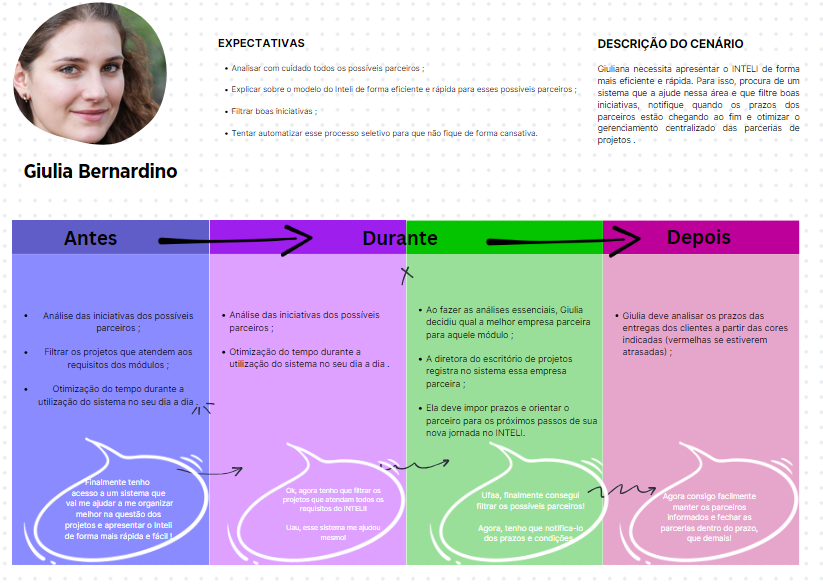 EXPECTATIVAS
• Analisar com cuidado todos os possíveis parceiros ;
• Explicar sobre o modelo do Inteli de forma eficiente e rápida para esses possíveis parceiros ;
• Filtrar boas iniciativas ;
• Tentar automatizar esse processo seletivo para que não fique de forma cansativa.
DESCRIÇÃO DO CENÁRIO
Giuliana necessita apresentar o INTELI de forma
mais eficiente e rápida. Para isso, procura de um
sistema que a ajude nessa área e que filtre boas
iniciativas, notifique quando os prazos dos
parceiros estão chegando ao fim e otimizar o
gerenciamento centralizado das parcerias de
projetos .
Giulia Bernardino
Antes
Durante
Depois
• Análise das iniciativas dos possíveis
parceiros ;
• Filtrar os projetos que atendem aos
requisitos dos módulos ;
• Otimização do tempo durante a
utilização do sistema no seu dia a dia .
• Análise das iniciativas dos possíveis
parceiros ;
• Otimização do tempo durante a
utilização do sistema no seu dia a dia .
• Ao fazer as análises essenciais, Giulia
decidiu qual a melhor empresa parceira
para aquele módulo ;
• A diretora do escritório de projetos
registra no sistema essa empresa
parceira ;
• Ela deve impor prazos e orientar o
parceiro para os próximos passos de sua
nova jornada no INTELI.
• Giulia deve analisar os prazos das
entregas dos clientes a partir das cores
indicadas (vermelhas se estiverem
atrasadas) ;
Finalmente tenho
acesso a um sistema que
vai me ajudar a me organizar
melhor na questão dos
projetos e apresentar o Inteli
de forma mais rápida e fácil !
Ok, agora tenho que filtrar os
projetos que atendam todos os
requisitos do INTELI!
Uau, esse sistema me ajudou
mesmo!
Ufaa, finalmente consegui
filtrar os possíveis parceiros!
Agora, tenho que notifica-lo
dos prazos e condições
Agora consigo facilmente
manter os parceiros
informados e fechar as
parcerias dentro do prazo,
que demais!